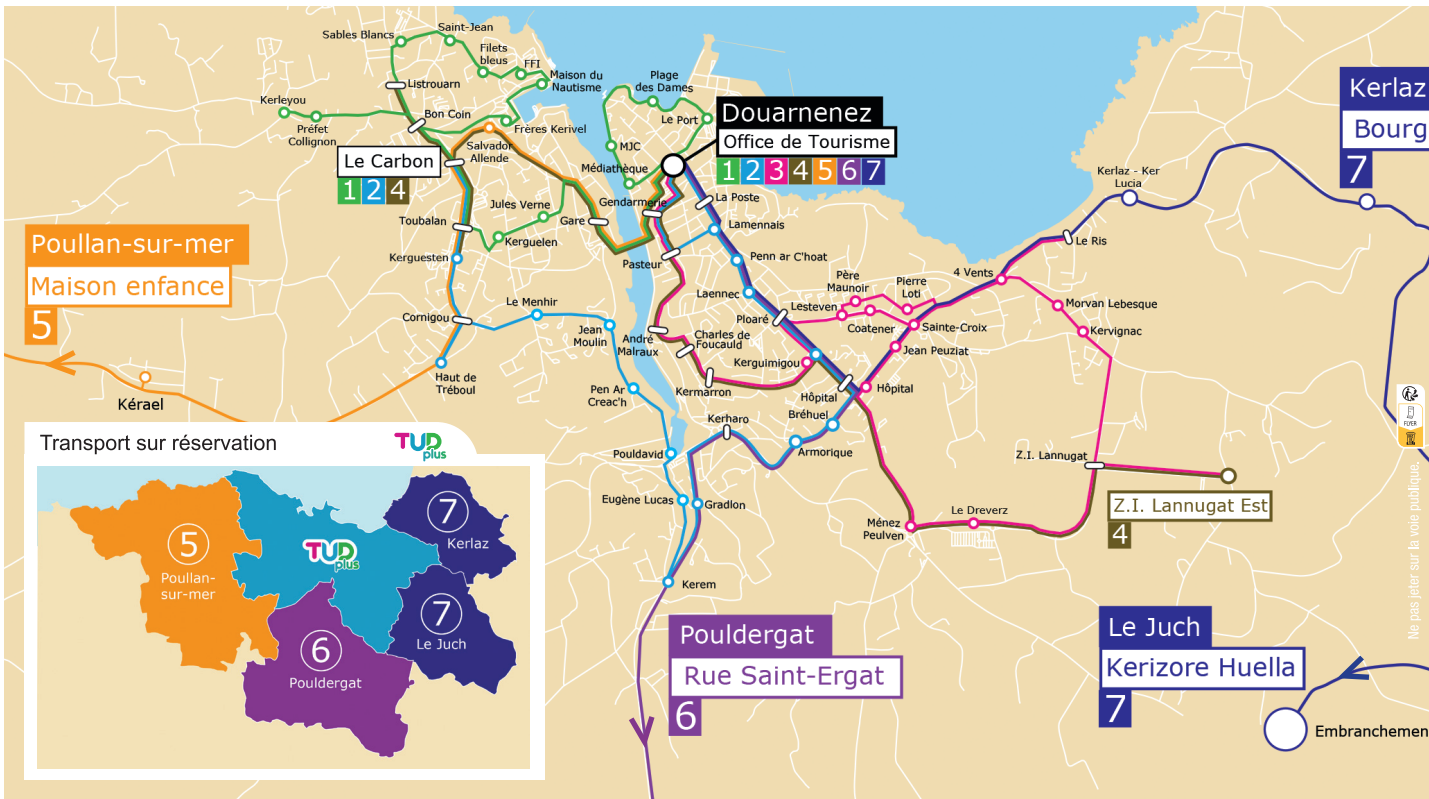 Sables Blancs
Saint-Jean
Filets
bleus
FFI
Maison du
Nautisme
Listrouarn
Kerleyou
Préfet
Collignon
Bon Coin
Frères Kerivel
Salvador
Allende
Plage
des Dames
Le Port
MJC
Médiathèque
Douarnenez
Office de Tourisme
1 2 3 4 5 6 7
Le Carbon
1 2 4
Kerlaz
Bourg
7
Kerlaz - Ker
Lucia
Jules Verne
Gare
Gendarmerie
La Poste
Toubalan
Kerguelen
Lamennais
Le Ris
Kerguesten
Pasteur
Penn ar C'hoat
4 Vents
Poullan-sur-mer
Maison enfance
5
Kérael
Cornigou
Le Menhir
Jean
Moulin
André
Malraux
Charles de
Foucauld
Laennec
Ploaré
Lesteven
Père
Maunoir
Pierre
Loti
Coatener
Sainte-Croix
Morvan Lebesque
Kervignac
Jean Peuziat
Kerguimigou
Haut de
Tréboul
Pen Ar
Creac'h
Kermarron
Hôpital
Hôpital
Bréhuel
Kerharo
Armorique
Pouldavid
Z.I. Lannugat
Eugène Lucas
Gradlon
Ménez
Peulven
Le Dreverz
Z.I. Lannugat Est
4
Kerem
Pouldergat
Rue Saint-Ergat
6
Le Juch
Kerizore Huella
7
Embranchemen
FLYER
Ne pas jeter sur la voie publique.
Transport sur réservation
TUD
plus
5
Poullan-
sur-mer
TUD
plus
7
Kerlaz
7
Le Juch
6
Pouldergat